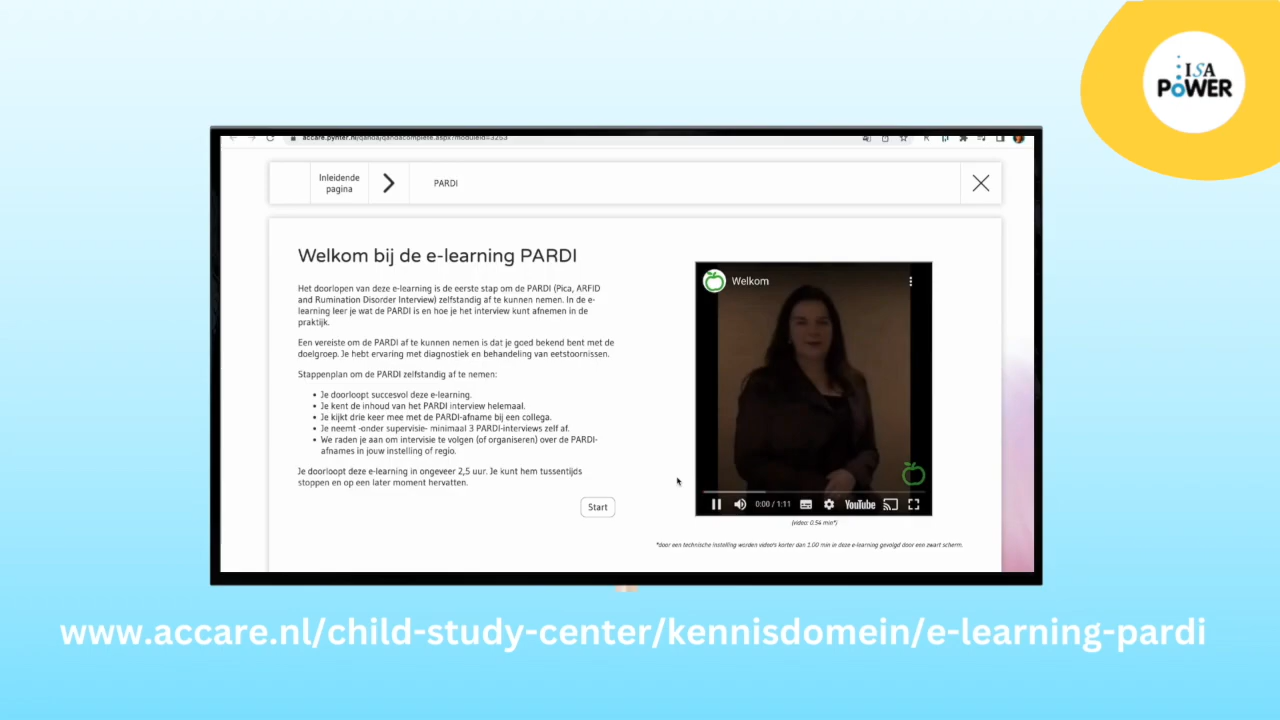 ISA
POWER
accare.pynter.nl/qanda/qandacomplete.aspx?moduleid=3263
Inleidende
pagina
PARDI
Welkom bij de e-learning PARDI
Het doorlopen van deze e-learning is de eerste stap om de PARDI (Pica, ARFID
and Rumination Disorder Interview) zelfstandig af te kunnen nemen. In de e-
learning leer je wat de PARDI is en hoe je het interview kunt afnemen in de
praktijk.
Een vereiste om de PARDI af te kunnen nemen is dat je goed bekend bent met de
doelgroep. Je hebt ervaring met diagnostiek en behandeling van eetstoornissen.
Stappenplan om de PARDI zelfstandig af te nemen:
• Je doorloopt succesvol deze e-learning.
• Je kent de inhoud van het PARDI interview helemaal.
• Je kijkt drie keer mee met de PARDI-afname bij een collega.
• Je neemt -onder supervisie- minimaal 3 PARDI-interviews zelf af.
• We raden je aan om intervisie te volgen (of organiseren) over de PARDI-
afnames in jouw instelling of regio.
Je doorloopt deze e-learning in ongeveer 2,5 uur. Je kunt hem tussentijds
stoppen en op een later moment hervatten.
Start
Welkom
0:00 / 1:11
YouTube
(video: 0.54 min*)
*door een technische instelling worden video's korter dan 1.00 min in deze e-learning gevolgd door een zwart scherm.
www.accare.nl/child-study-center/kennisdomein/e-learning-pardi